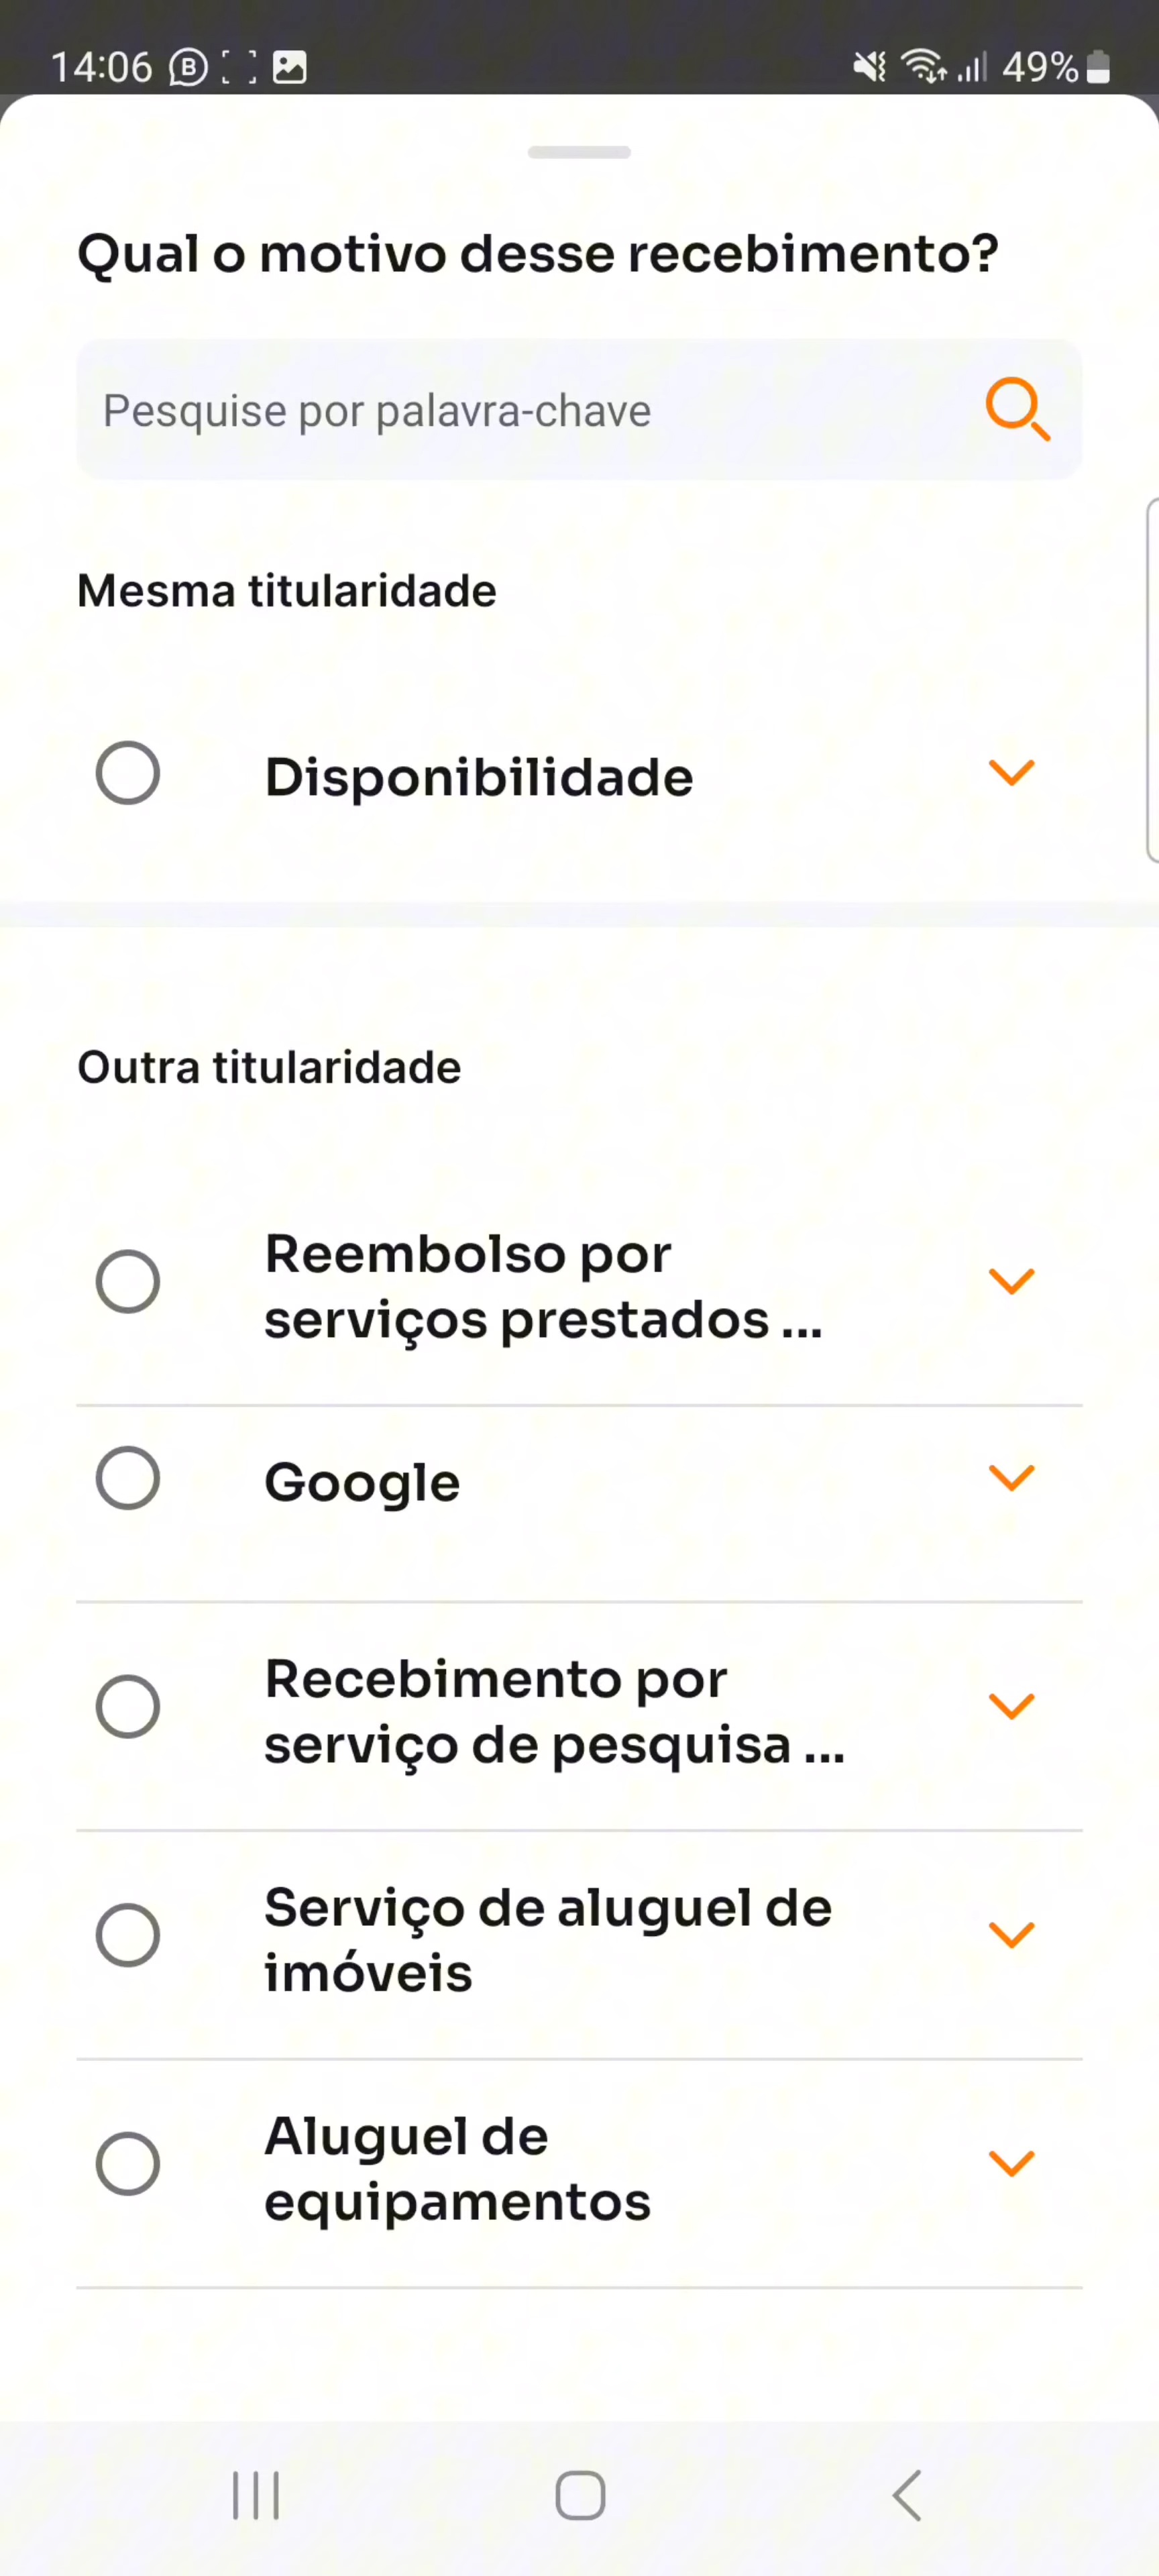 14:06 B 49%
Qual o motivo desse recebimento?
Pesquise por palavra-chave
Mesma titularidade
Disponibilidade
Outra titularidade
Reembolso por
serviços prestados ...
Google
Recebimento por
serviço de pesquisa ...
Serviço de aluguel de
imóveis
Aluguel de
equipamentos